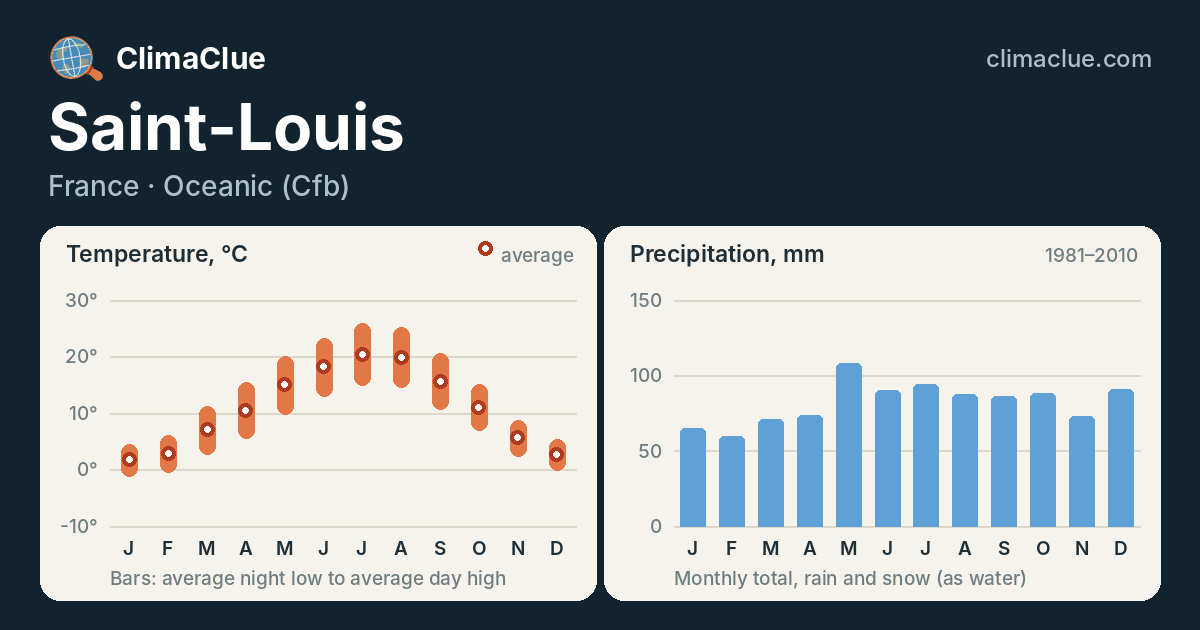 ClimaClue
climaclue.com
Saint-Louis
France · Oceanic (Cfb)
Temperature, °C
average
30°
20°
10°
0°
-10°
J F M A M J J A S O N D
Bars: average night low to average day high
Precipitation, mm
1981–2010
150
100
50
0
J F M A M J J A S O N D
Monthly total, rain and snow (as water)